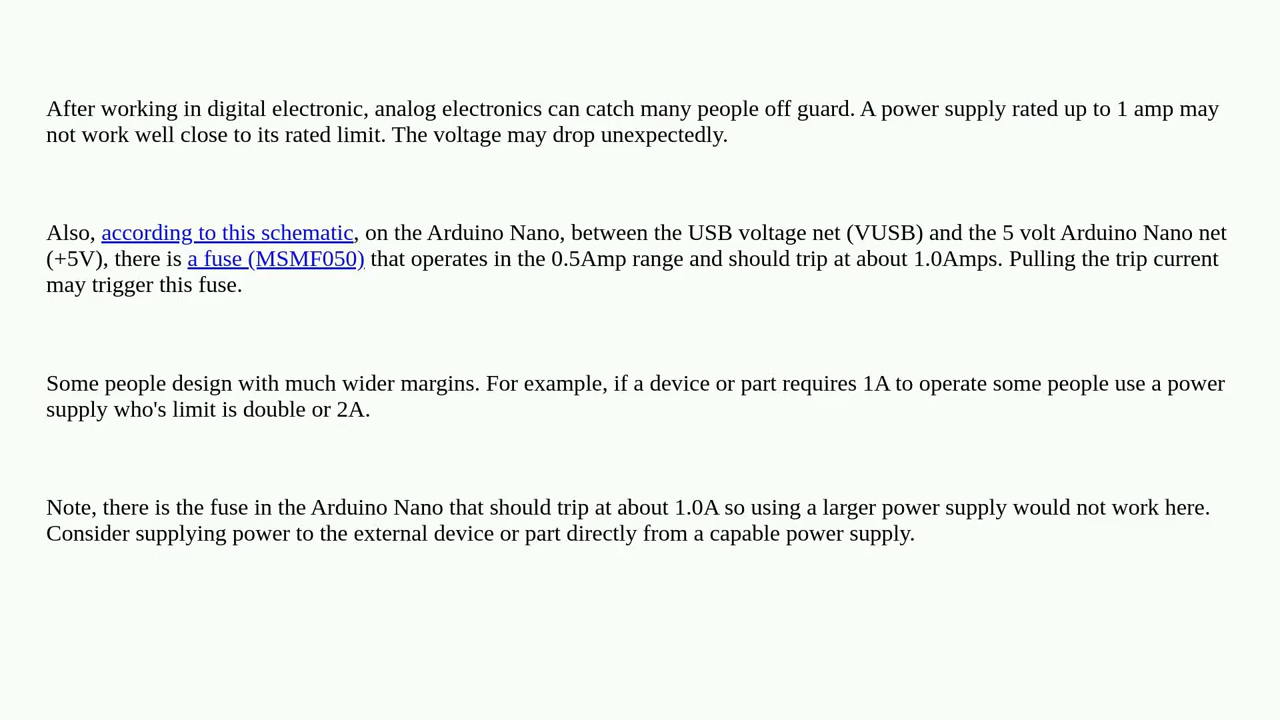 After working in digital electronic, analog electronics can catch many people off guard. A power supply rated up to 1 amp may
not work well close to its rated limit. The voltage may drop unexpectedly.
Also, according to this schematic, on the Arduino Nano, between the USB voltage net (VUSB) and the 5 volt Arduino Nano net
(+5V), there is a fuse (MSMF050) that operates in the 0.5Amp range and should trip at about 1.0Amps. Pulling the trip current
may trigger this fuse.
Some people design with much wider margins. For example, if a device or part requires 1A to operate some people use a power
supply who's limit is double or 2A.
Note, there is the fuse in the Arduino Nano that should trip at about 1.0A so using a larger power supply would not work here.
Consider supplying power to the external device or part directly from a capable power supply.